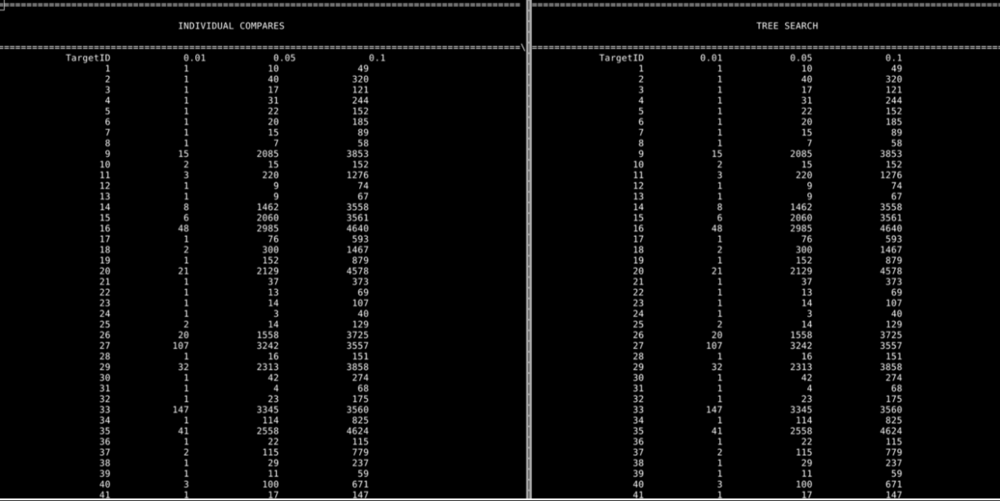 INDIVIDUAL COMPARES TREE SEARCH
TargetID 0.01 0.05 0.1 TargetID 0.01 0.05 0.1
1 1 10 49 1 1 10 49
2 1 40 320 2 1 40 320
3 1 17 121 3 1 17 121
4 1 31 244 4 1 31 244
5 1 22 152 5 1 22 152
6 1 20 185 6 1 20 185
7 1 15 89 7 1 15 89
8 1 7 58 8 1 7 58
9 15 2085 3853 9 15 2085 3853
10 2 15 152 10 2 15 152
11 3 220 1276 11 3 220 1276
12 1 9 74 12 1 9 74
13 1 9 67 13 1 9 67
14 8 1462 3558 14 8 1462 3558
15 6 2060 3561 15 6 2060 3561
16 48 2985 4640 16 48 2985 4640
17 1 76 593 17 1 76 593
18 2 300 1467 18 2 300 1467
19 1 152 879 19 1 152 879
20 21 2129 4578 20 21 2129 4578
21 1 37 373 21 1 37 373
22 1 13 69 22 1 13 69
23 1 14 107 23 1 14 107
24 1 3 40 24 1 3 40
25 2 14 129 25 2 14 129
26 20 1558 3725 26 20 1558 3725
27 107 3242 3557 27 107 3242 3557
28 1 16 151 28 1 16 151
29 32 2313 3858 29 32 2313 3858
30 1 42 274 30 1 42 274
31 1 4 68 31 1 4 68
32 1 23 175 32 1 23 175
33 147 3345 3560 33 147 3345 3560
34 1 114 825 34 1 114 825
35 41 2558 4624 35 41 2558 4624
36 1 22 115 36 1 22 115
37 2 115 779 37 2 115 779
38 1 29 237 38 1 29 237
39 1 11 59 39 1 11 59
40 3 100 671 40 3 100 671
41 1 17 147 41 1 17 147